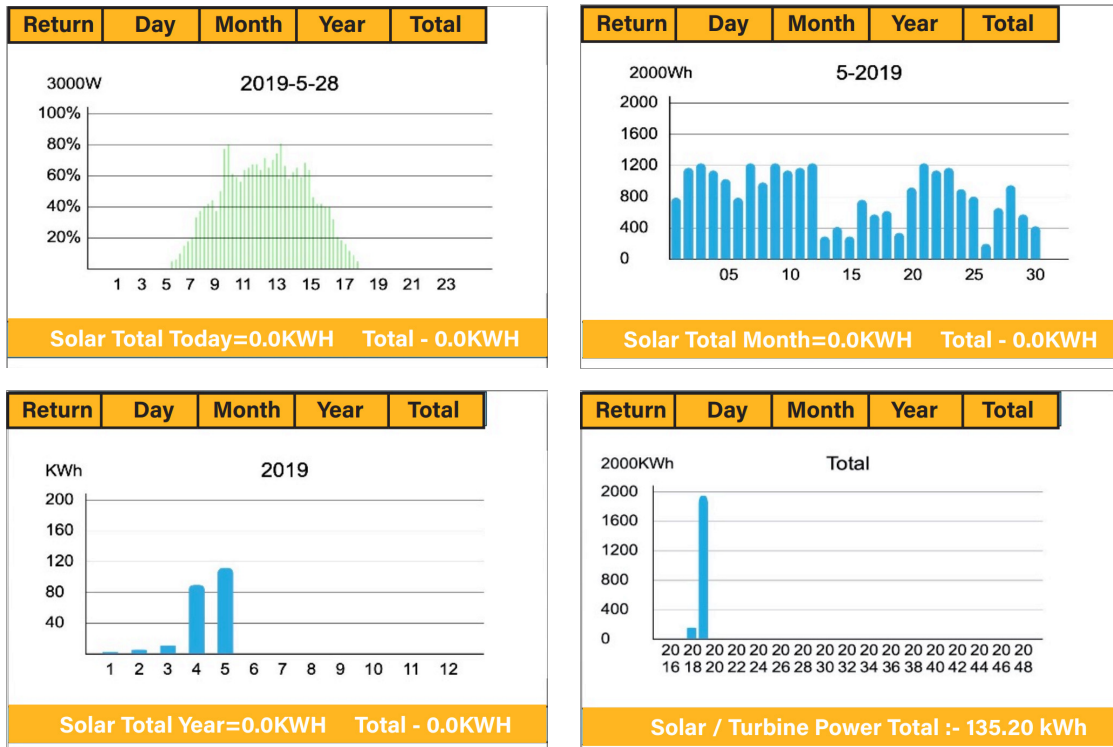 Return Day Month Year Total
3000W 2019-5-28
100%
80%
60%
40%
20%
1 3 5 7 9 11 13 15 17 19 21 23
Solar Total Today=0.0KWH Total - 0.0KWH
Return Day Month Year Total
2000Wh 5-2019
2000
1600
1200
800
400
0
05 10 15 20 25 30
Solar Total Month=0.0KWH Total - 0.0KWH
Return Day Month Year Total
KWh 2019
200
160
120
80
40
1 2 3 4 5 6 7 8 9 10 11 12
Solar Total Year=0.0KWH Total - 0.0KWH
Return Day Month Year Total
2000KWh Total
2000
1600
1200
800
400
0
20 20 20 20 20 20 20 20 20 20 20 20 20 20 20 20 20
16 18 20 22 24 26 28 30 32 34 36 38 40 42 44 46 48
Solar / Turbine Power Total :- 135.20 kWh